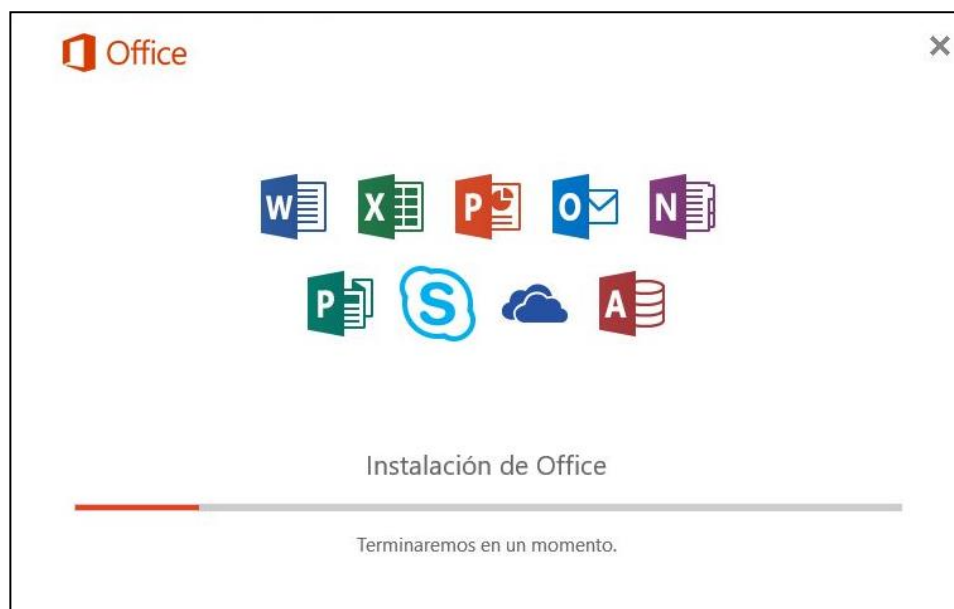 Office
W X P O N
P S A
Instalación de Office
Terminaremos en un momento.